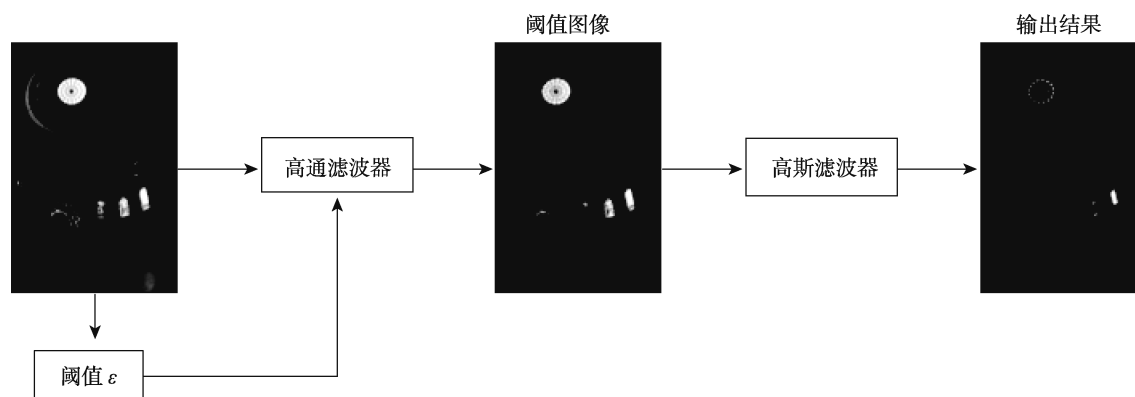 阈值图像
输出结果
高通滤波器
高斯滤波器
阈值 ε